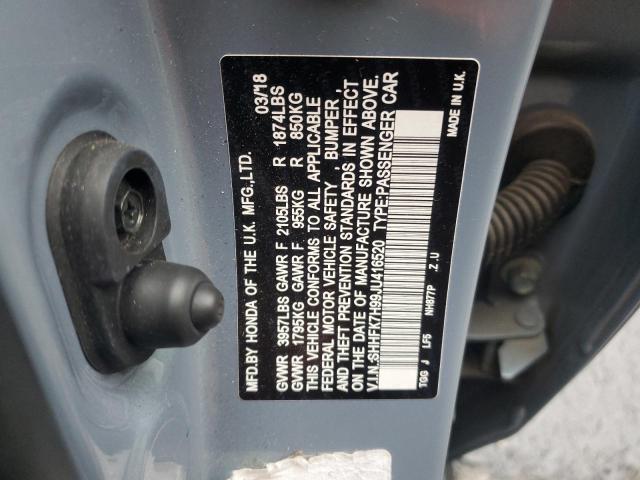 MFD.BY HONDA OF THE U.K. MFG.,LTD. 03/18
GVWR 3957LBS GAWR F 2105LBS R 1874LBS
GVWR 1795KG GAWR F 955KG R 850KG
THIS VEHICLE CONFORMS TO ALL APPLICABLE
FEDERAL MOTOR VEHICLE SAFETY , BUMPER ,
AND THEFT PREVENTION STANDARDS IN EFFECT
ON THE DATE OF MANUFACTURE SHOWN ABOVE.
V.I.N.:SHHFK7H99JU416520 TYPE:PASSENGER CAR
NH877P .Z .U
TGG J LF5 MADE IN U.K.